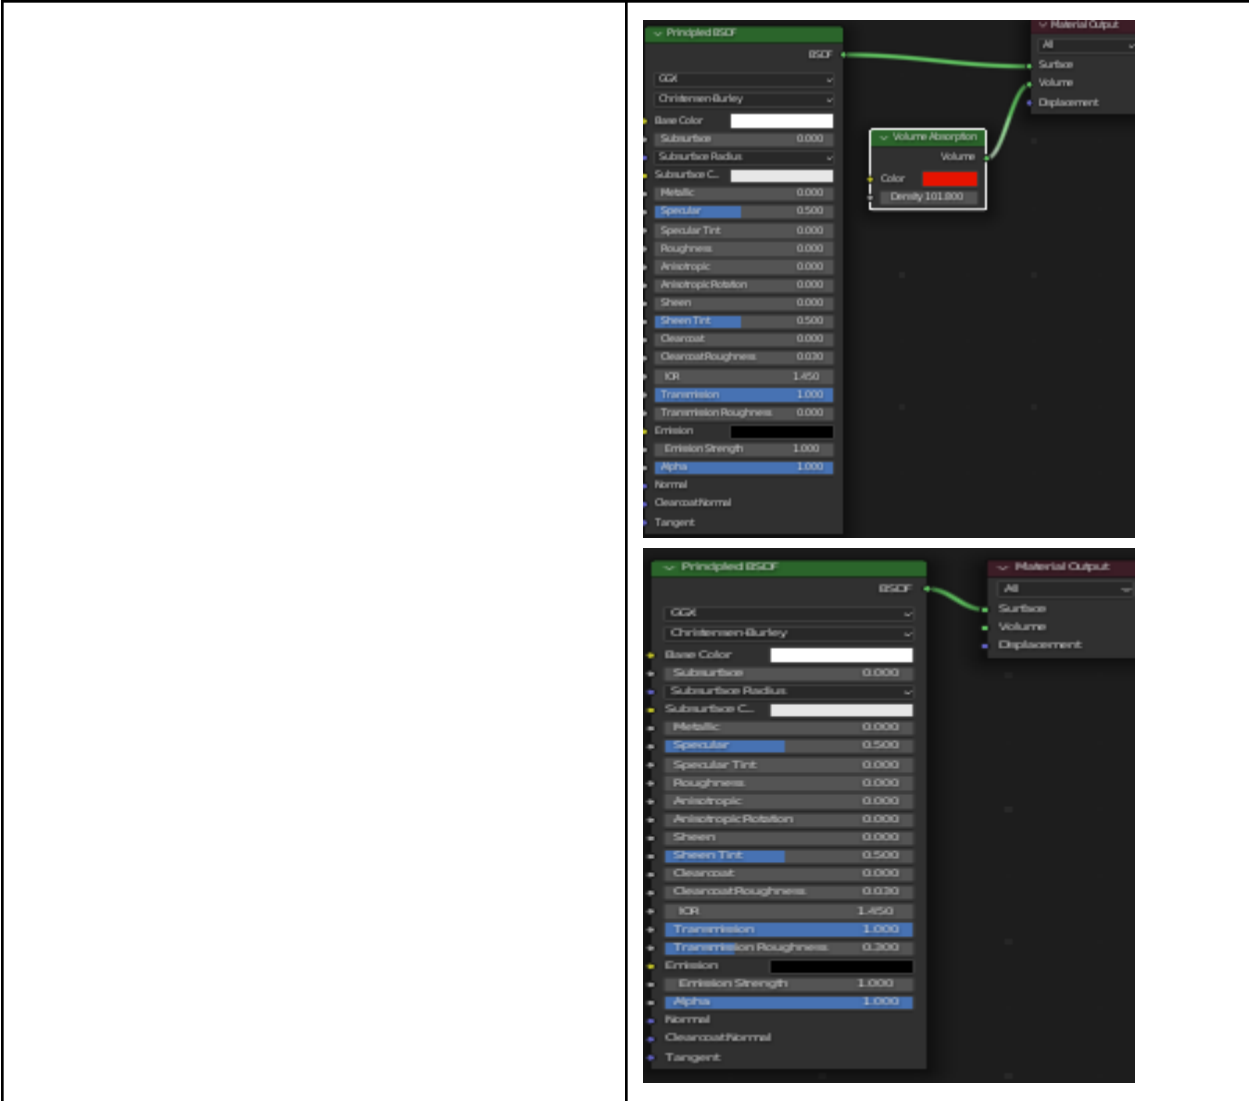 Principled BSDF
BSDF
GGX
Christensen-Burley
Base Color
Subsurface 0.000
Subsurface Radius
Subsurface C...
Metallic 0.000
Specular 0.500
Specular Tint 0.000
Roughness 0.000
Anisotropic 0.000
Anisotropic Rotation 0.000
Sheen 0.000
Sheen Tint 0.500
Clearcoat 0.000
Clearcoat Roughness 0.030
IOR 1.450
Transmission 1.000
Transmission Roughness 0.000
Emission
Emission Strength 1.000
Alpha 1.000
Normal
Clearcoat Normal
Tangent
Volume Absorption
Volume
Color
Density 101.800
Material Output
All
Surface
Volume
Displacement
Principled BSDF
BSDF
GGX
Christensen-Burley
Base Color
Subsurface 0.000
Subsurface Radius
Subsurface C...
Metallic 0.000
Specular 0.500
Specular Tint 0.000
Roughness 0.000
Anisotropic 0.000
Anisotropic Rotation 0.000
Sheen 0.000
Sheen Tint 0.500
Clearcoat 0.000
Clearcoat Roughness 0.030
IOR 1.450
Transmission 1.000
Transmission Roughness 0.300
Emission
Emission Strength 1.000
Alpha 1.000
Normal
Clearcoat Normal
Tangent
Material Output
All
Surface
Volume
Displacement